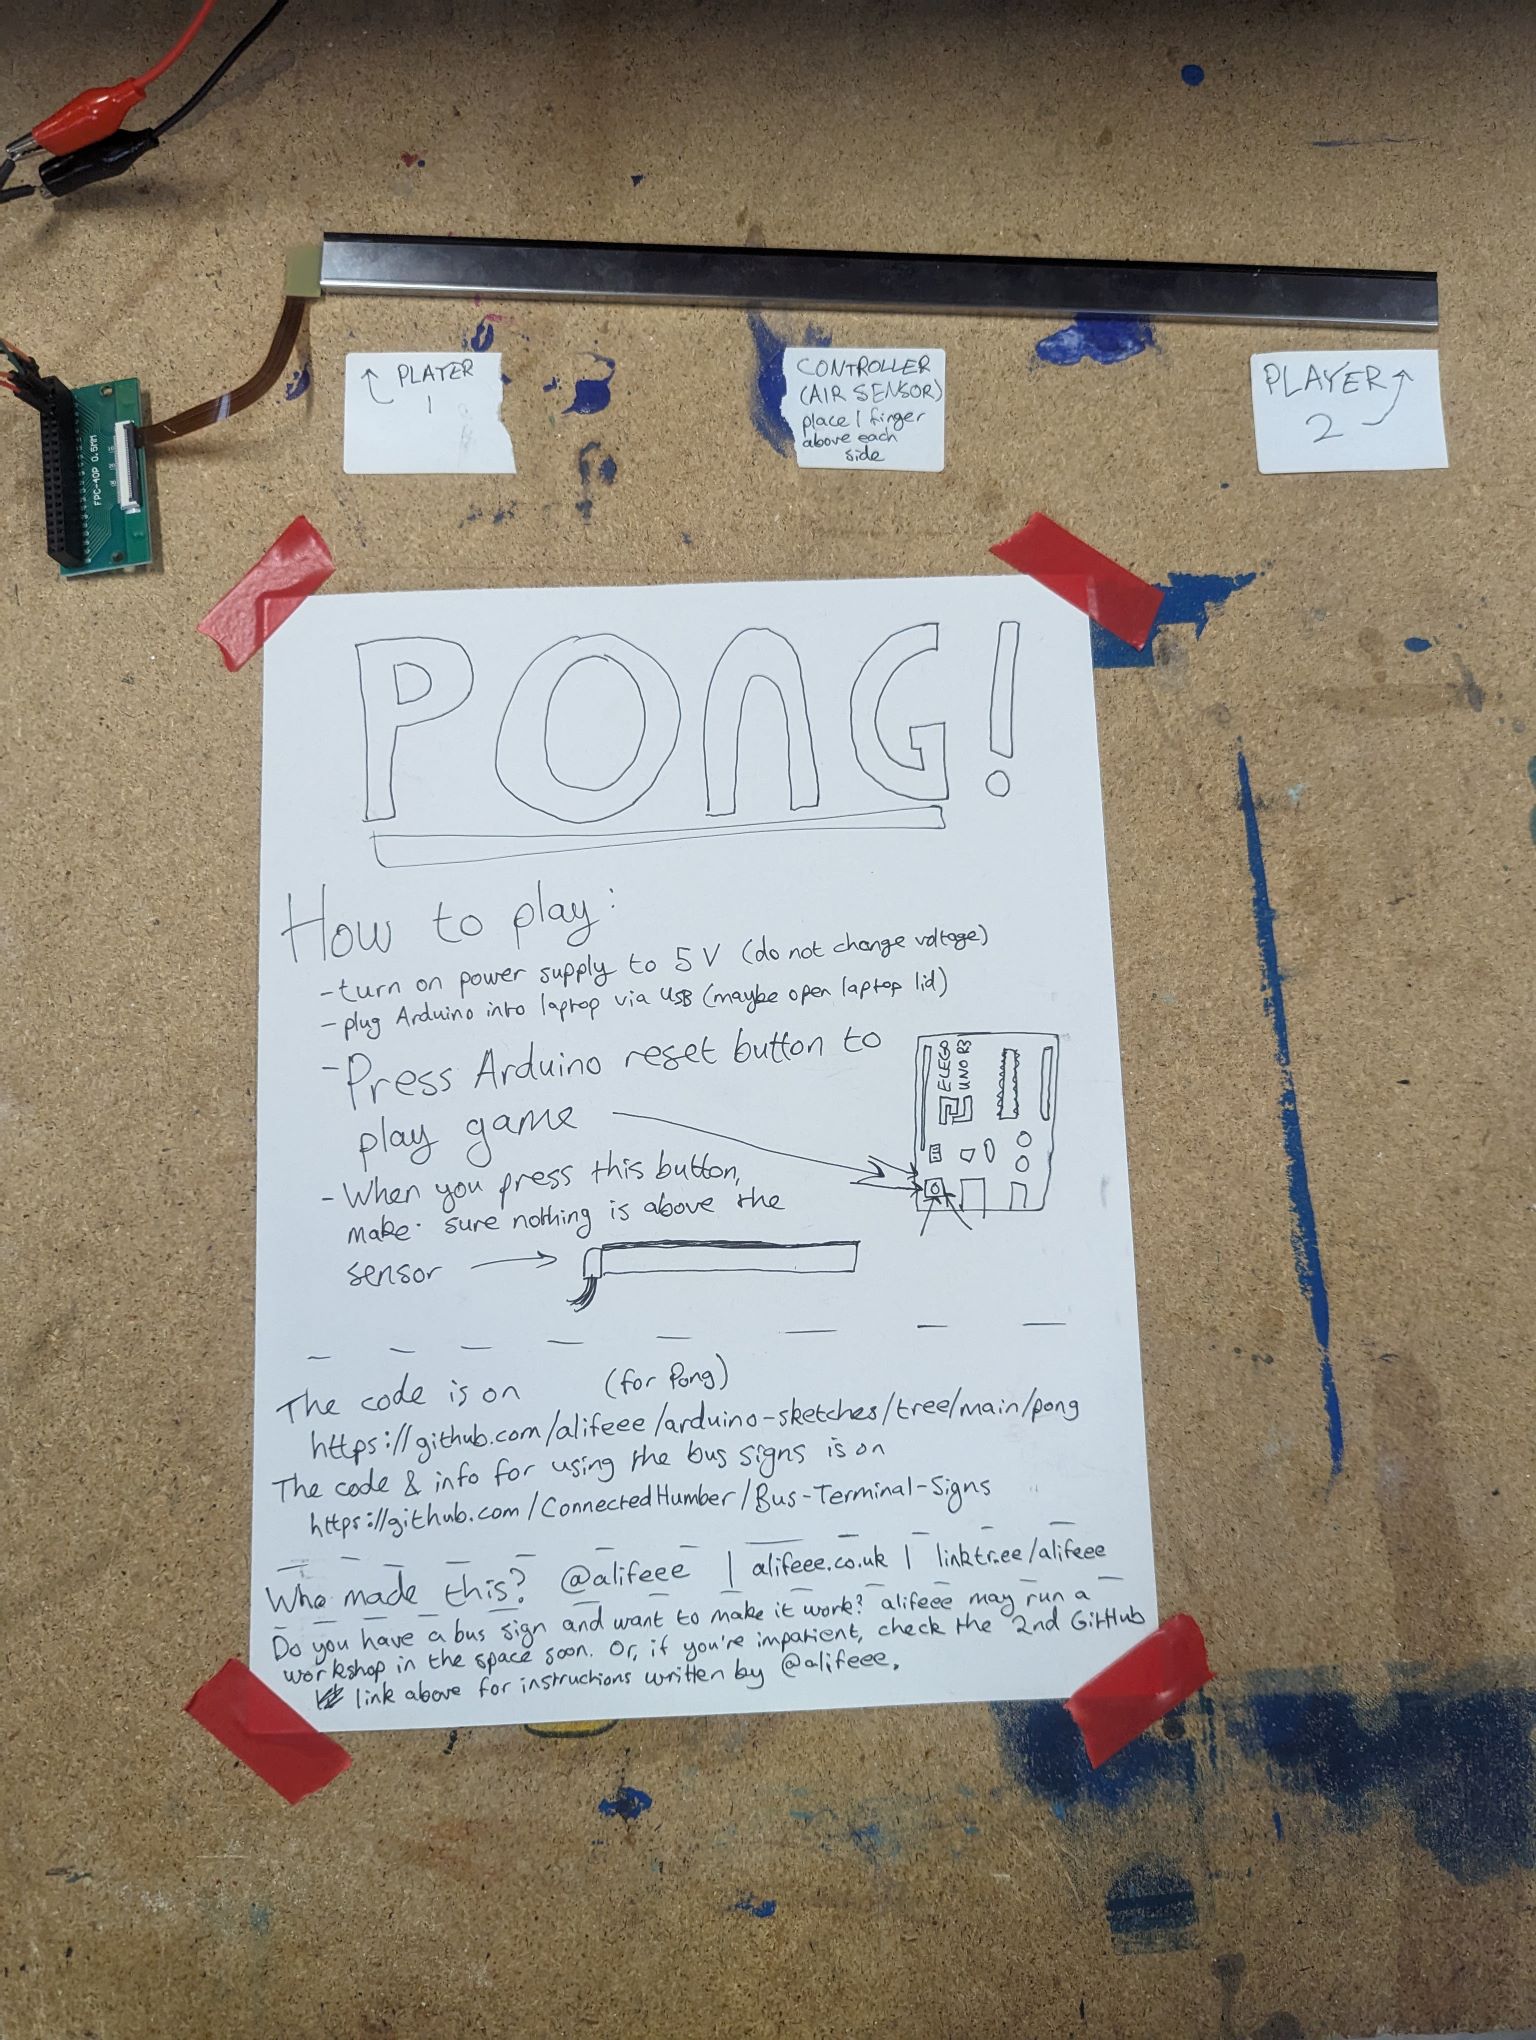 PLAYER
1
CONTROLLER
(AIR SENSOR)
place 1 finger
above each
side
PLAYER
2
FPC-40P 0.5MM
PONG!
How to play:
- turn on power supply to 5V (do not change voltage)
- plug Arduino into laptop via USB (maybe open laptop lid)
- Press Arduino reset button to
play game
ELEGO
UNO R3
- When you press this button,
make sure nothing is above the
sensor
The code is on (for Pong)
https://github.com/alifeee/arduino-sketches/tree/main/pong
The code & info for using the bus signs is on
https://github.com/ConnectedHumber/Bus-Terminal-Signs
Who made this? @alifeee | alifeee.co.uk | linktr.ee/alifeee
Do you have a bus sign and want to make it work? alifeee may run a
workshop in the space soon. Or, if you're impatient, check the 2nd GitHub
link above for instructions written by @alifeee.